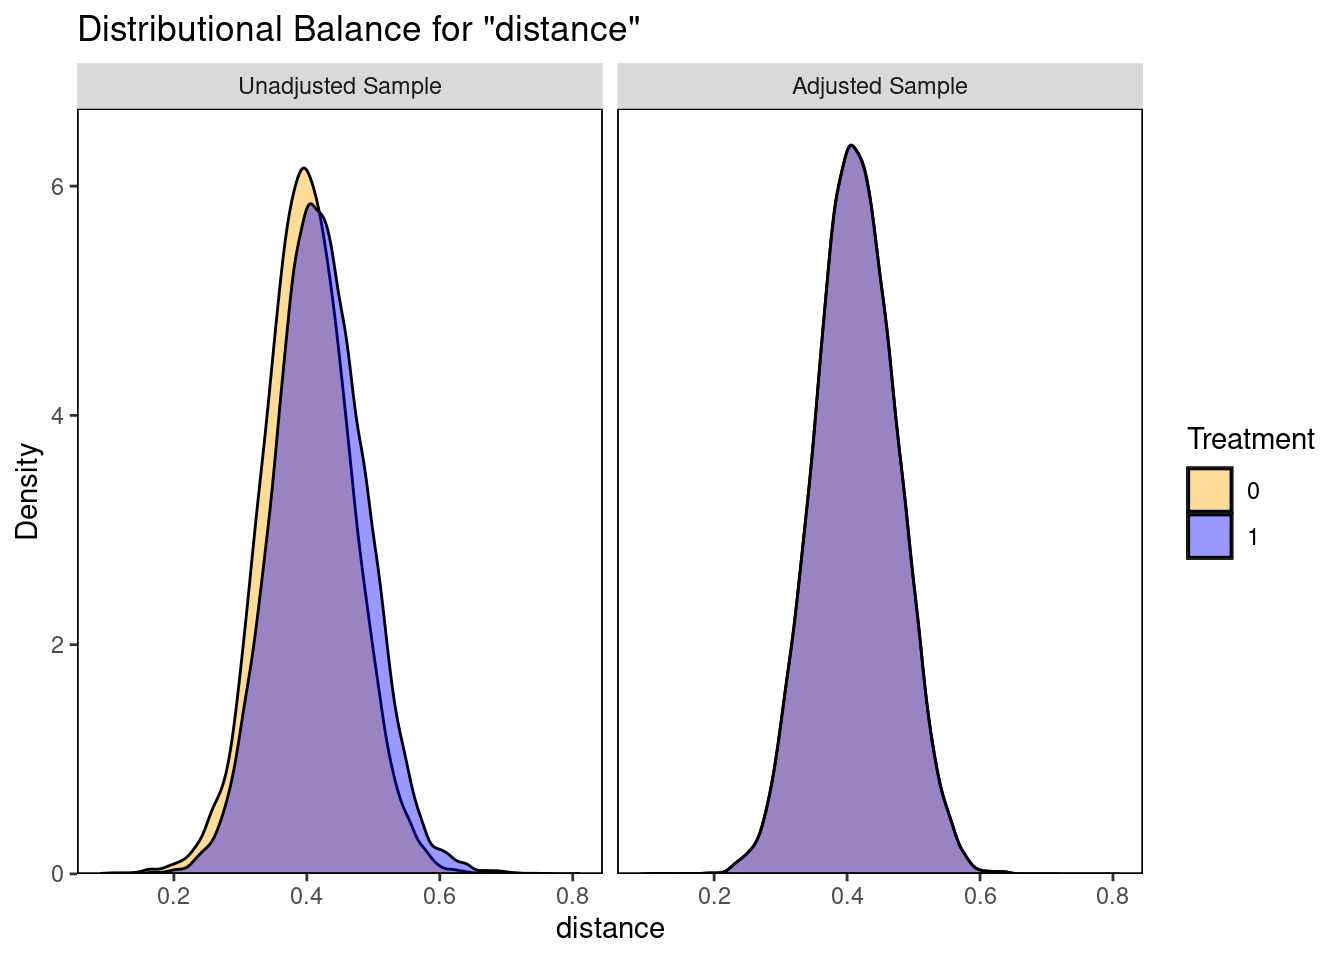 Distributional Balance for "distance"
Unadjusted Sample
Adjusted Sample
6
4
2
0
Density
0.2
0.4
0.6
0.8
0.2
0.4
0.6
0.8
distance
Treatment
0
1